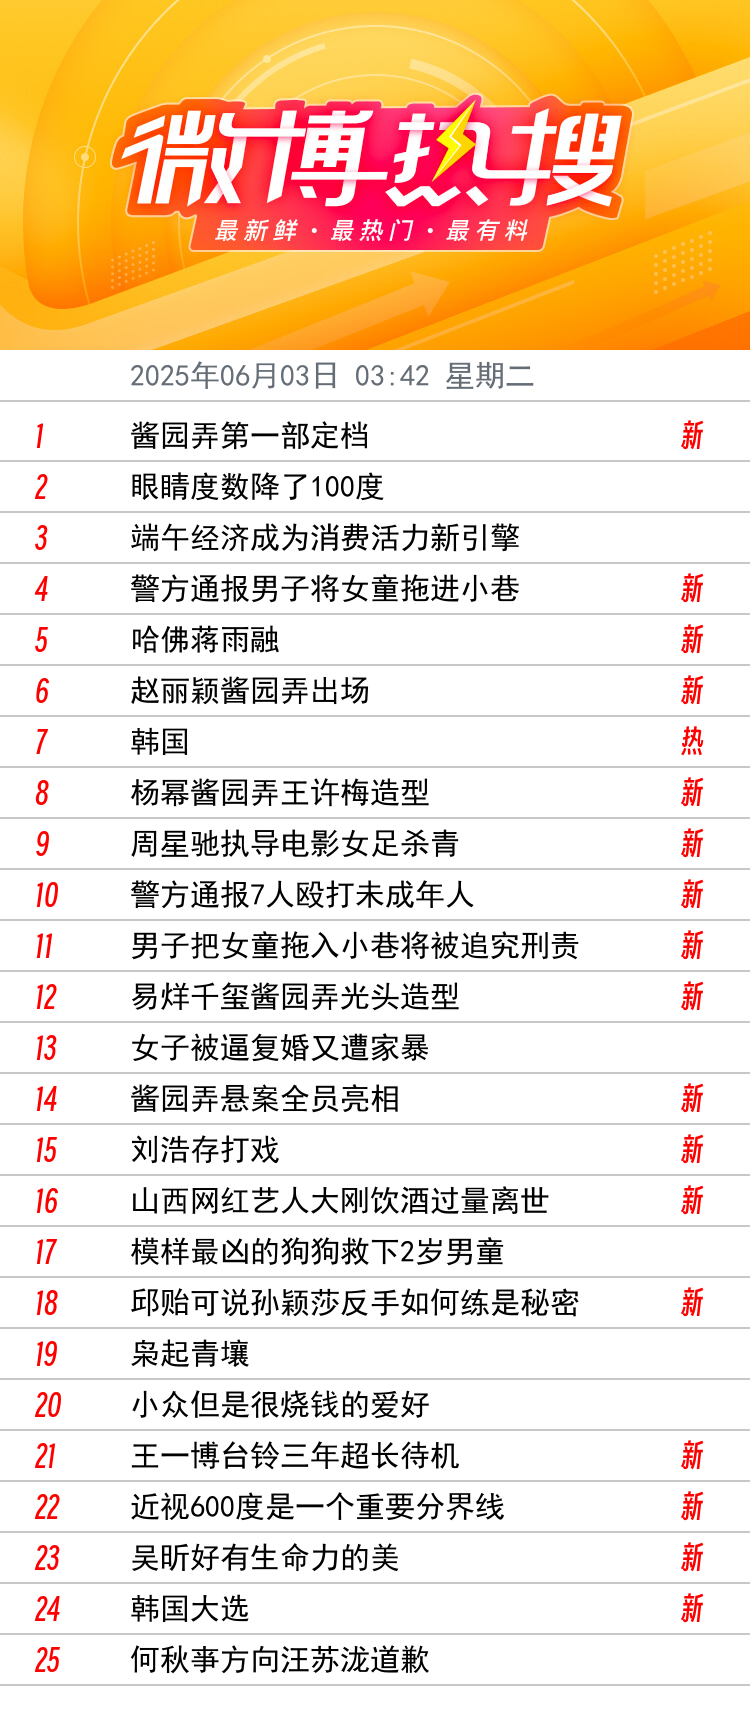 微博热搜
最新鲜·最热门·最有料
2025年06月03日 03:42 星期二
1 酱园弄第一部定档 新
2 眼睛度数降了100度
3 端午经济成为消费活力新引擎
4 警方通报男子将女童拖进小巷 新
5 哈佛蒋雨融 新
6 赵丽颖酱园弄出场 新
7 韩国 热
8 杨幂酱园弄王许梅造型 新
9 周星驰执导电影女足杀青 新
10 警方通报7人殴打未成年人 新
11 男子把女童拖入小巷将被追究刑责 新
12 易烊千玺酱园弄光头造型 新
13 女子被逼复婚又遭家暴
14 酱园弄悬案全员亮相 新
15 刘浩存打戏 新
16 山西网红艺人大刚饮酒过量离世 新
17 模样最凶的狗狗救下2岁男童
18 邱贻可说孙颖莎反手如何练是秘密 新
19 枭起青壤
20 小众但是很烧钱的爱好
21 王一博台铃三年超长待机 新
22 近视600度是一个重要分界线 新
23 吴昕好有生命力的美 新
24 韩国大选 新
25 何秋亊方向汪苏泷道歉